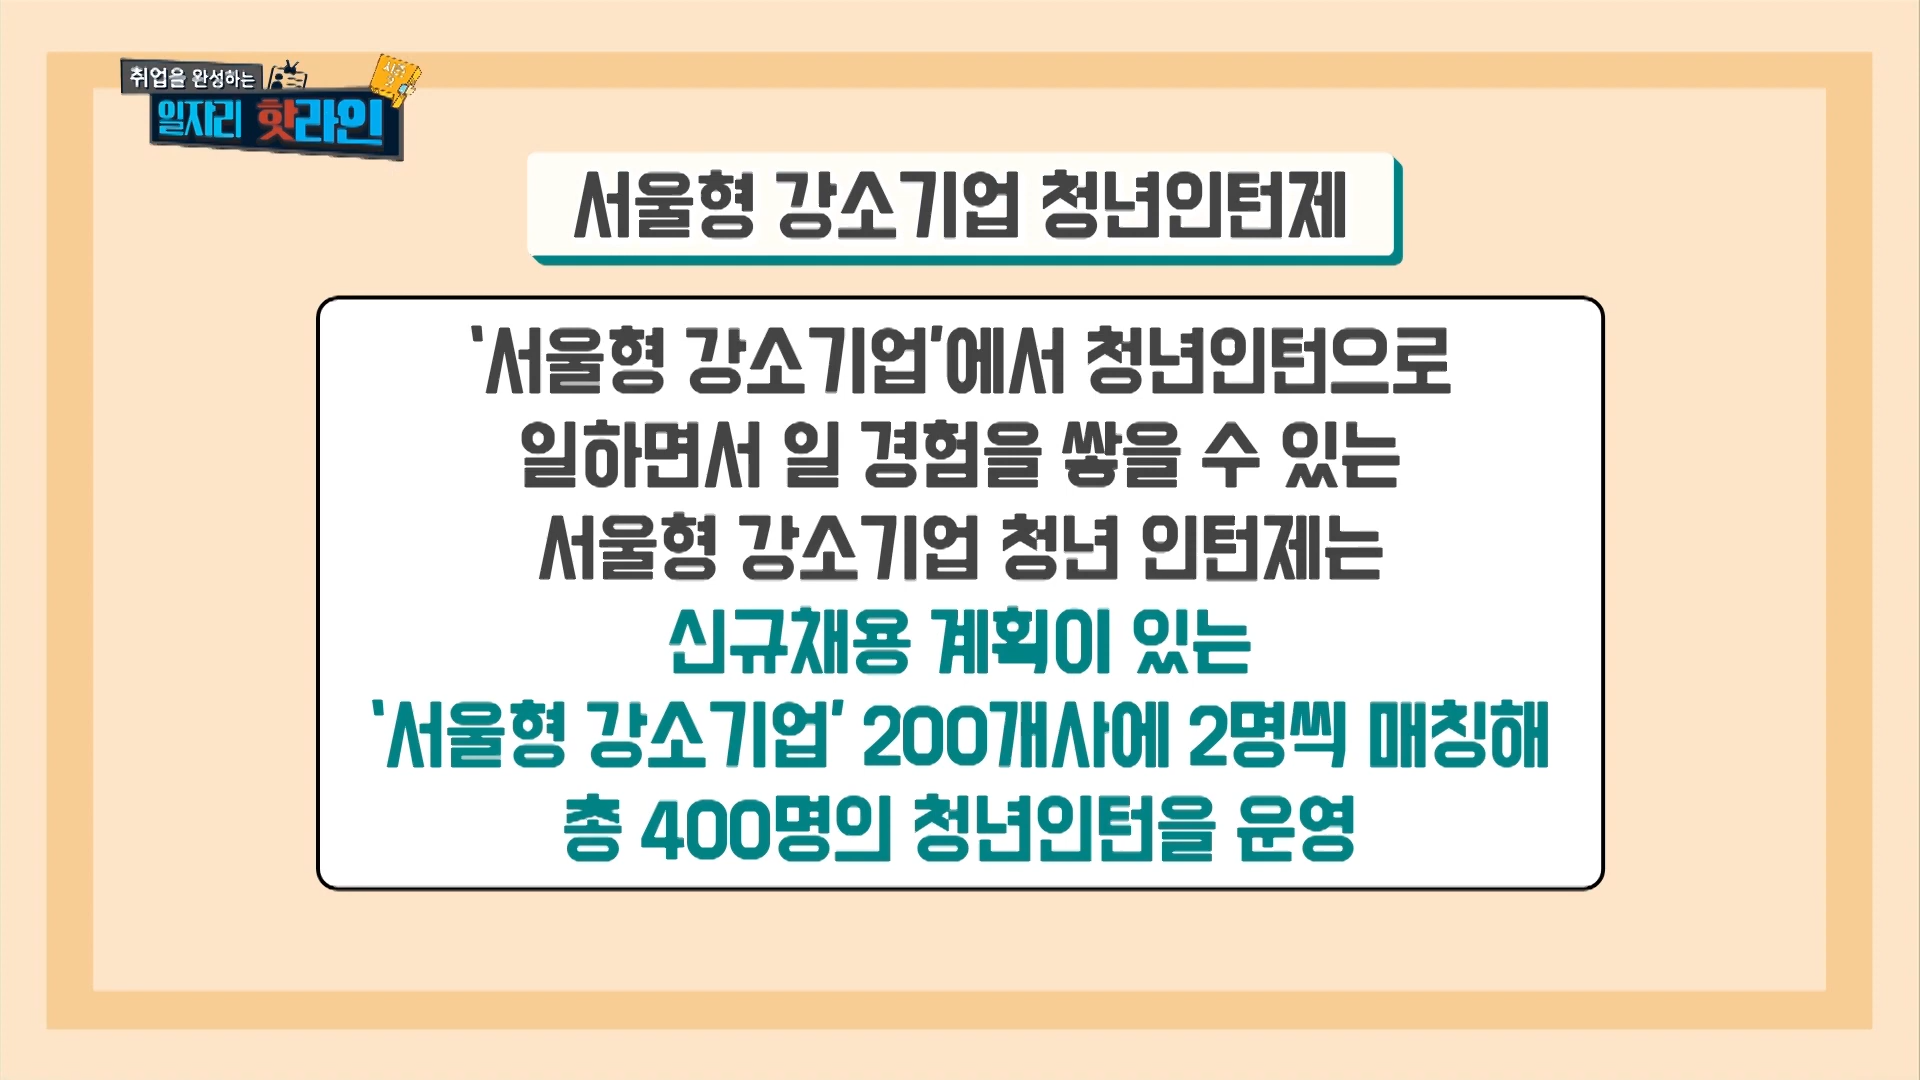 취업을 완성하는
일자리 핫라인
서울형 강소기업 청년인턴제
‘서울형 강소기업’에서 청년인턴으로
일하면서 일 경험을 쌓을 수 있는
서울형 강소기업 청년 인턴제는
신규채용 계획이 있는
‘서울형 강소기업’ 200개사에 2명씩 매칭해
총 400명의 청년인턴을 운영